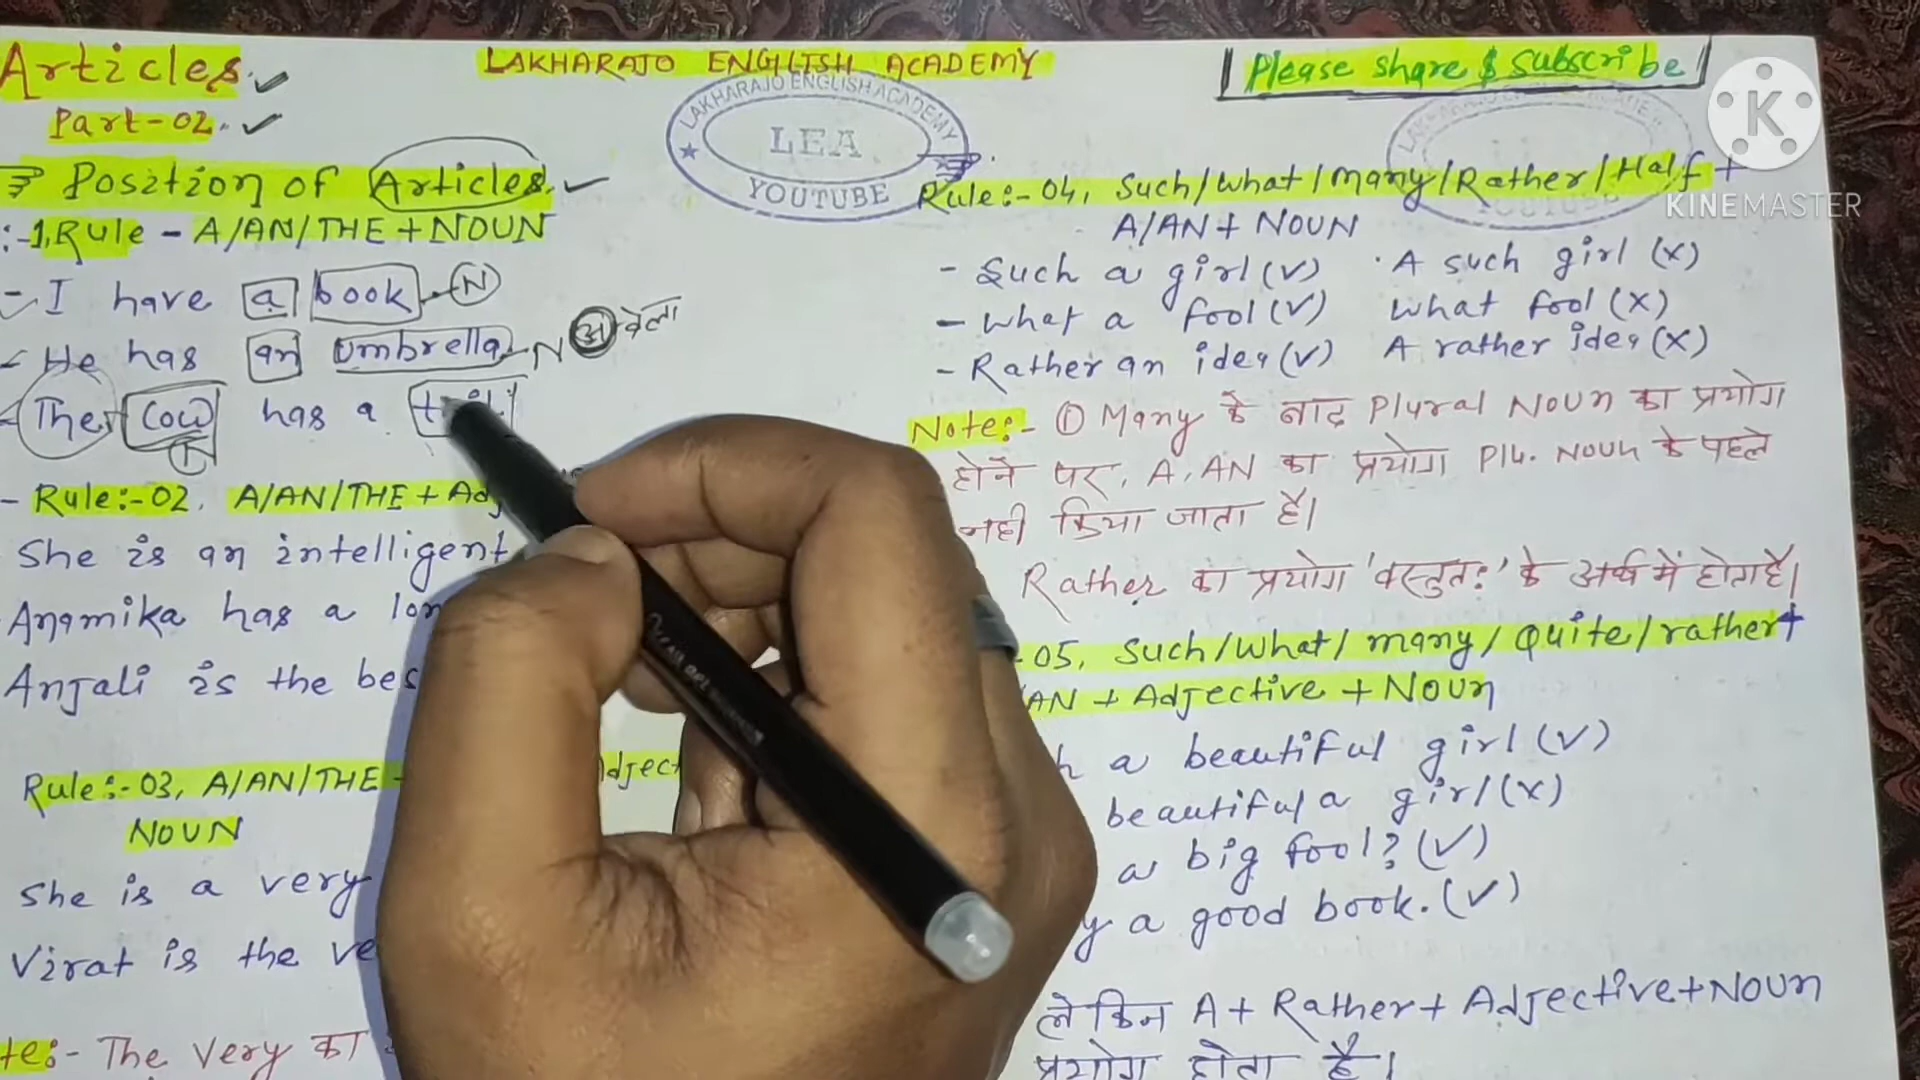 Articles
Part-02.
LAKHARAJO ENGLISH ACADEMY
LAKHARAJO ENGLISH ACADEMY
LEA
YOUTUBE
Please share & subscribe
K
KINEMASTER
Position of Articles.
:-1, Rule - A/AN/THE + NOUN
- I have a book N
He has an Umbrella N
The Cow has a
N
- Rule:-02, A/AN/THE + Adj
She is an intelligent
Anamika has a
Anjali is the
Rule:-03, A/AN/THE
NOUN
She is a very
Virat is the
:- The Very का
Rule:-04, Such/What/many/Rather/Half +
A/AN + NOUN
- Such a girl (v) · A such girl (x)
- What a fool (v) What fool (x)
- Rather an idea (v) A rather idea (x)
Note:- ① Many के बाद Plural Noun का प्रयोग
होने पर, A, AN का प्रयोग Plu. Noun के पहले
नही किया जाता है।
Rather का प्रयोग 'वस्तुतः' के अर्थ में होता है।
-05, Such/What/many/Quite/rather+
AN + Adjective + Noun
a beautiful girl (v)
beautiful a girl (x)
a big fool? (v)
a good book. (v)
लेकिन A + Rather + Adjective + Noun
प्रयोग होता है।